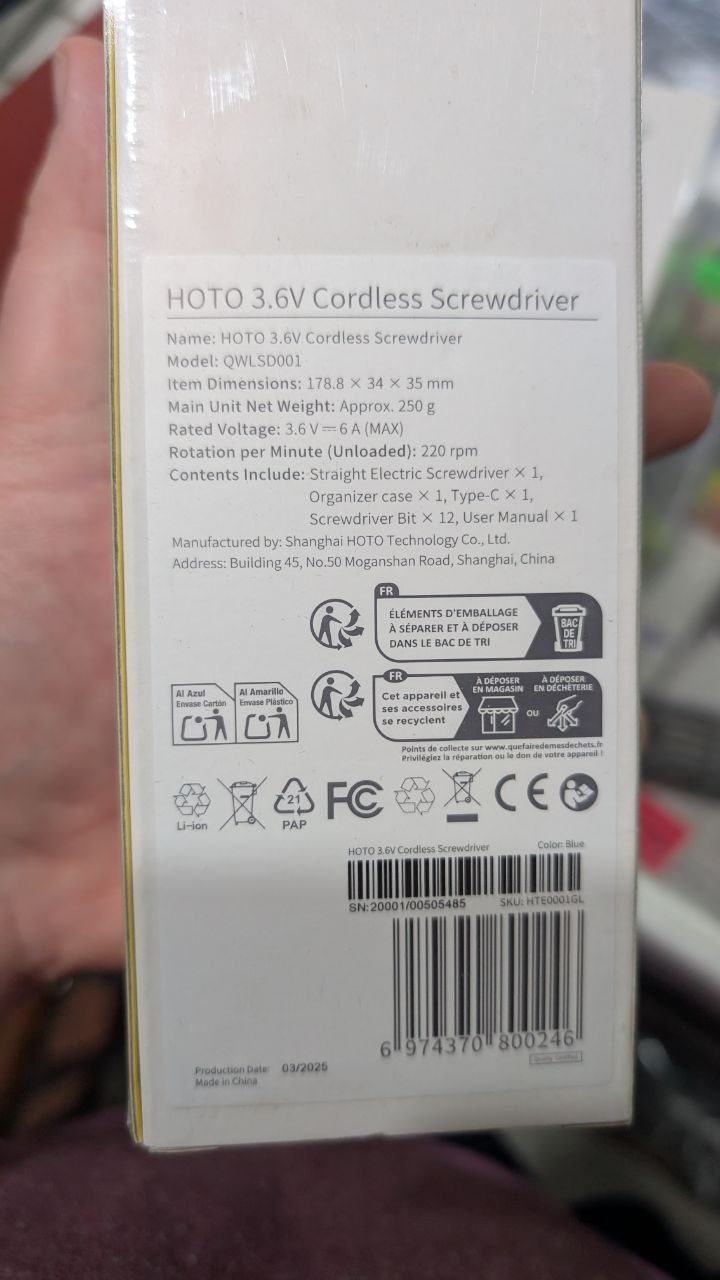 HOTO 3.6V Cordless Screwdriver
Name: HOTO 3.6V Cordless Screwdriver
Model: QWLSD001
Item Dimensions: 178.8 × 34 × 35 mm
Main Unit Net Weight: Approx. 250 g
Rated Voltage: 3.6 V⎓6 A (MAX)
Rotation per Minute (Unloaded): 220 rpm
Contents Include: Straight Electric Screwdriver × 1,
Organizer case × 1, Type-C × 1,
Screwdriver Bit × 12, User Manual × 1
Manufactured by: Shanghai HOTO Technology Co., Ltd.
Address: Building 45, No.50 Moganshan Road, Shanghai, China
FR
ÉLÉMENTS D'EMBALLAGE
À SÉPARER ET À DÉPOSER
DANS LE BAC DE TRI
BAC
DE
TRI
Al Azul
Envase Cartón
Al Amarillo
Envase Plástico
FR
Cet appareil et
ses accessoires
se recyclent
À DÉPOSER
EN MAGASIN
OU
À DÉPOSER
EN DÉCHÈTERIE
Points de collecte sur www.quefairedemesdechets.fr
Privilégiez la réparation ou le don de votre appareil !
Li-ion
21
PAP
FC
CE
HOTO 3.6V Cordless Screwdriver Color: Blue
SN:20001/00505485 SKU: HTE0001GL
6 974370 800246
Quality Certified
Production Date: 03/2025
Made in China